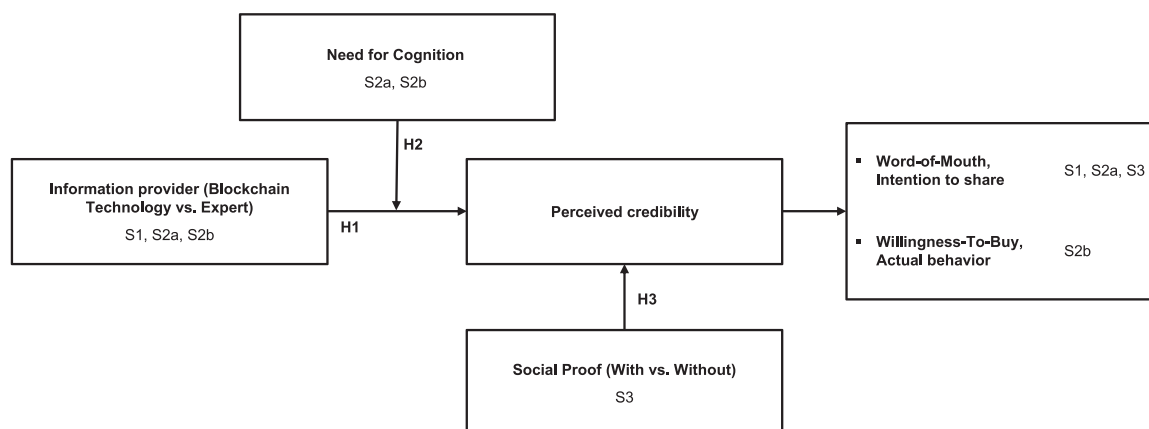 Need for Cognition
S2a, S2b
H2
Information provider (Blockchain
Technology vs. Expert)
S1, S2a, S2b
H1
Perceived credibility
▪ Word-of-Mouth, S1, S2a, S3
Intention to share
▪ Willingness-To-Buy, S2b
Actual behavior
H3
Social Proof (With vs. Without)
S3